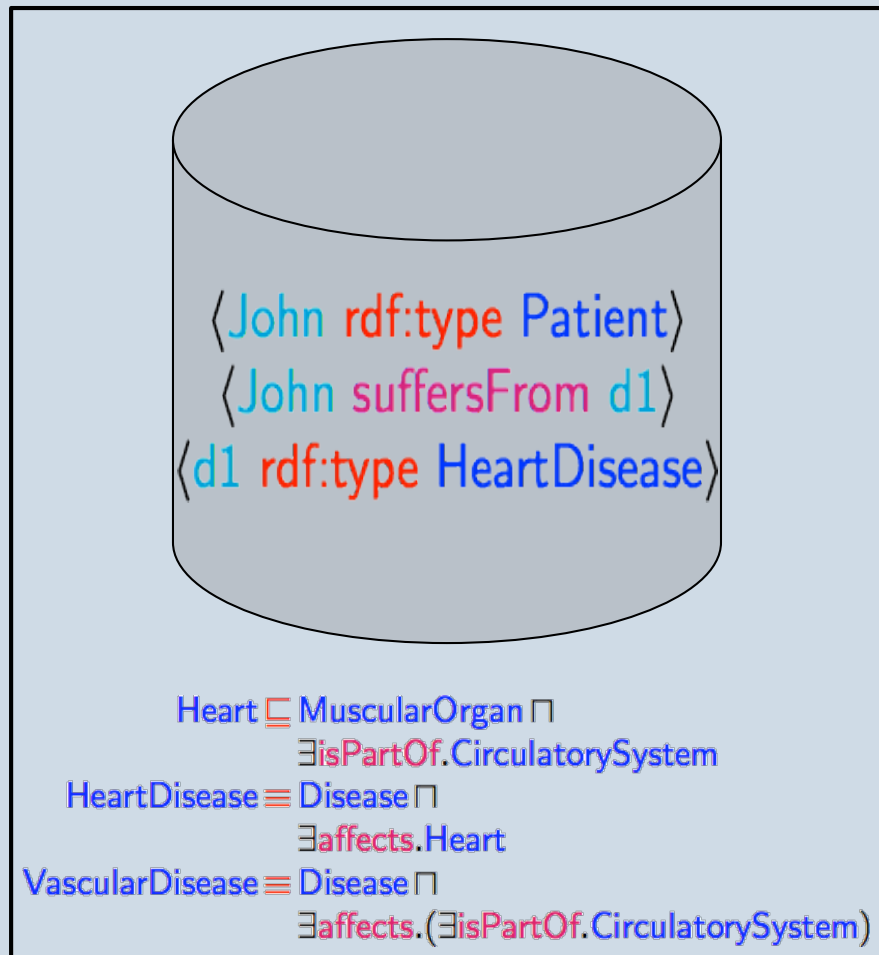 ⟨John rdf:type Patient⟩
⟨John suffersFrom d1⟩
⟨d1 rdf:type HeartDisease⟩
Heart ⊑ MuscularOrgan ⊓
∃isPartOf.CirculatorySystem
HeartDisease ≡ Disease ⊓
∃affects.Heart
VascularDisease ≡ Disease ⊓
∃affects.(∃isPartOf.CirculatorySystem)